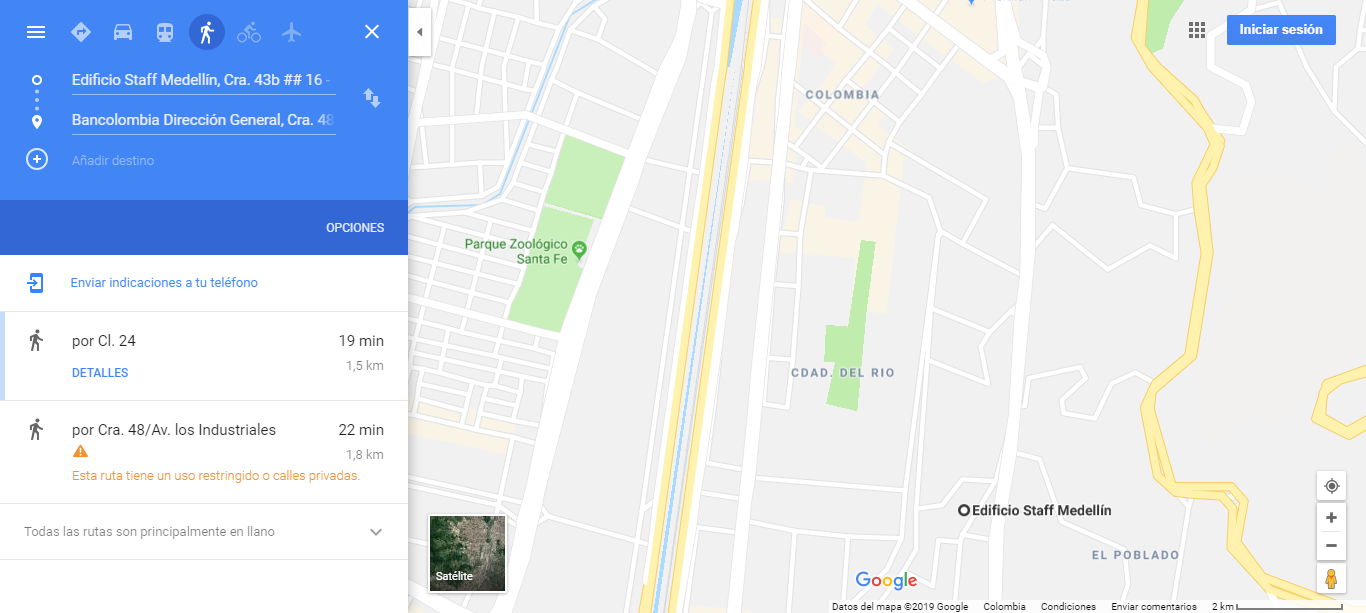 Edificio Staff Medellín, Cra. 43b ## 16 -
Bancolombia Dirección General, Cra. 48
Añadir destino
OPCIONES
Enviar indicaciones a tu teléfono
por Cl. 24
19 min
1,5 km
DETALLES
por Cra. 48/Av. los Industriales
22 min
1,8 km
Esta ruta tiene un uso restringido o calles privadas.
Todas las rutas son principalmente en llano
Iniciar sesión
COLOMBIA
Parque Zoológico
Santa Fe
CDAD. DEL RIO
Edificio Staff Medellín
EL POBLADO
Satélite
Google
Datos del mapa ©2019 Google
Colombia
Condiciones
Enviar comentarios
2 km